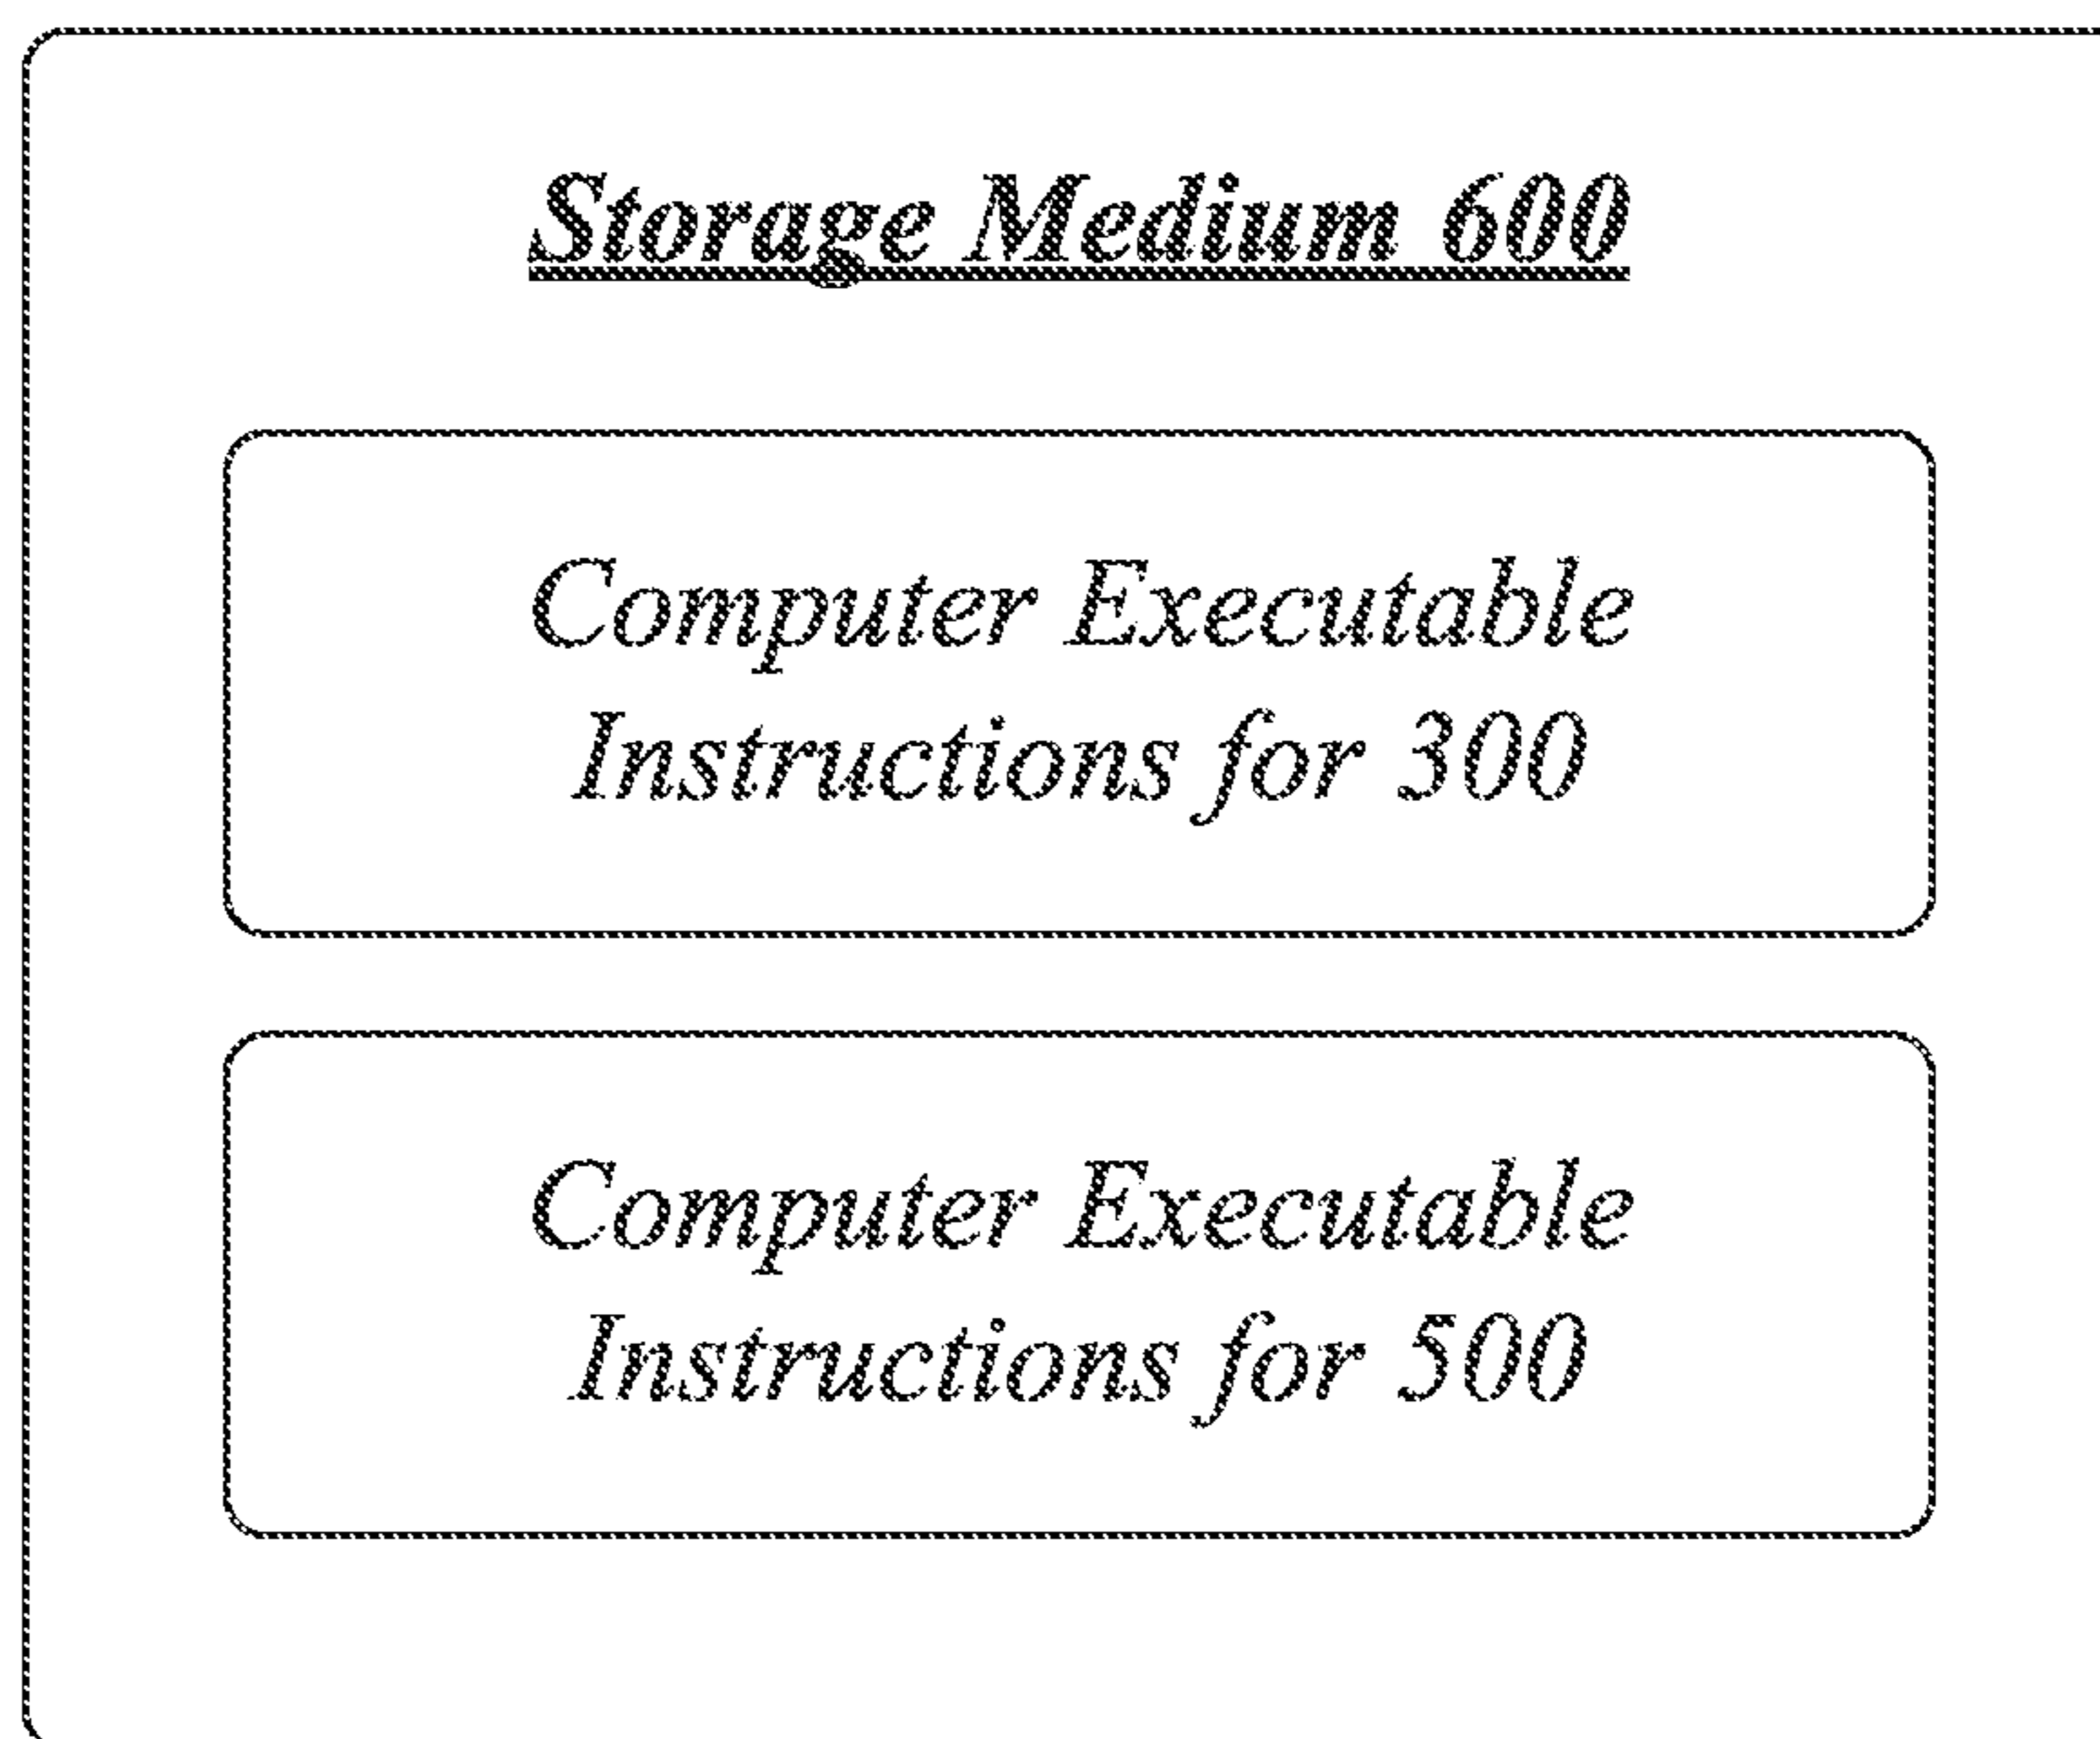 Storage Medium 600
Computer Executable
Instructions for 300
Computer Executable
Instructions for 500